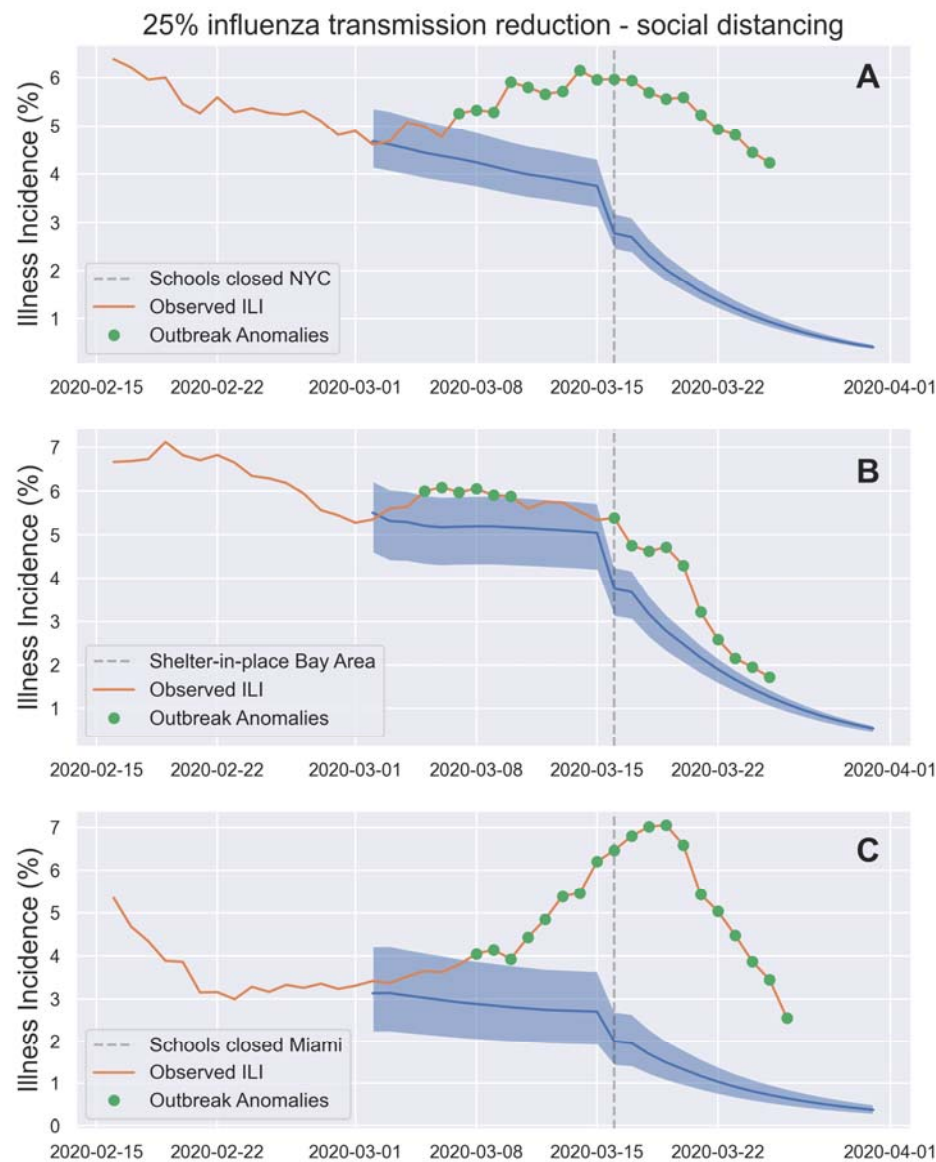 25% influenza transmission reduction - social distancing
A
Illness Incidence (%)
6
5
4
3
2
1
Schools closed NYC
Observed ILI
Outbreak Anomalies
2020-02-15 2020-02-22 2020-03-01 2020-03-08 2020-03-15 2020-03-22 2020-04-01
B
Illness Incidence (%)
7
6
5
4
3
2
1
Shelter-in-place Bay Area
Observed ILI
Outbreak Anomalies
2020-02-15 2020-02-22 2020-03-01 2020-03-08 2020-03-15 2020-03-22 2020-04-01
C
Illness Incidence (%)
7
6
5
4
3
2
1
0
Schools closed Miami
Observed ILI
Outbreak Anomalies
2020-02-15 2020-02-22 2020-03-01 2020-03-08 2020-03-15 2020-03-22 2020-04-01